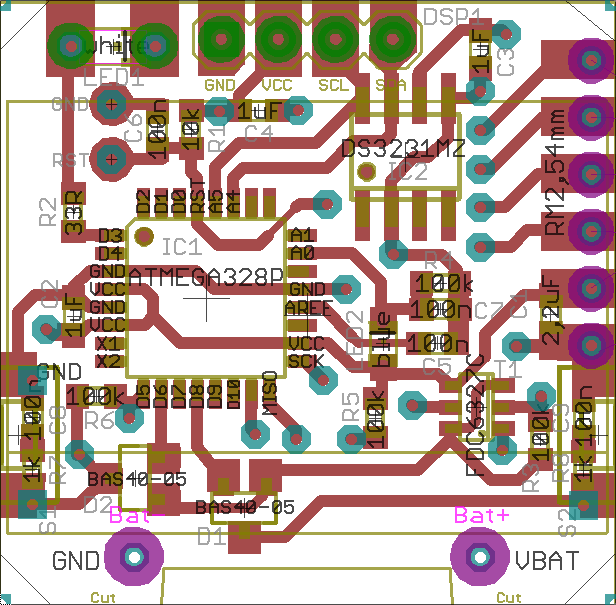 DSP1
white
LED1
GND
VCC
SCL
SDA
1uF
C3
GND
C6
100n
10k
R1
1uF
C4
RST
DS3231MZ
IC2
RM2,54mm
R2
33R
D2
D1
D0
RST
A5
A4
D3
D4
GND
VCC
GND
VCC
X1
X2
IC1
ATMEGA328P
A1
A0
GND
AREF
VCC
SCK
D5
D6
D7
D8
D9
D10
MISO
C2
1uF
R4
100k
100n
C7
100n
C5
LED2
blue
C1
2,2uF
GND
100k
R6
100n
C8
1k
R7
S1
R5
100k
T1
FDC6327C
R3
100k
C9
100n
1k
R8
S2
BAS40-05
D2
BAS40-05
D1
Bat-
Bat+
GND
VBAT
Cut
Cut